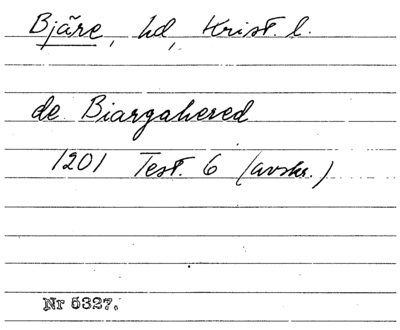 Bjäre, hd, Krist. l.
de Biargahered
1201 Test. 6 (avskr.)
Nr 5327.